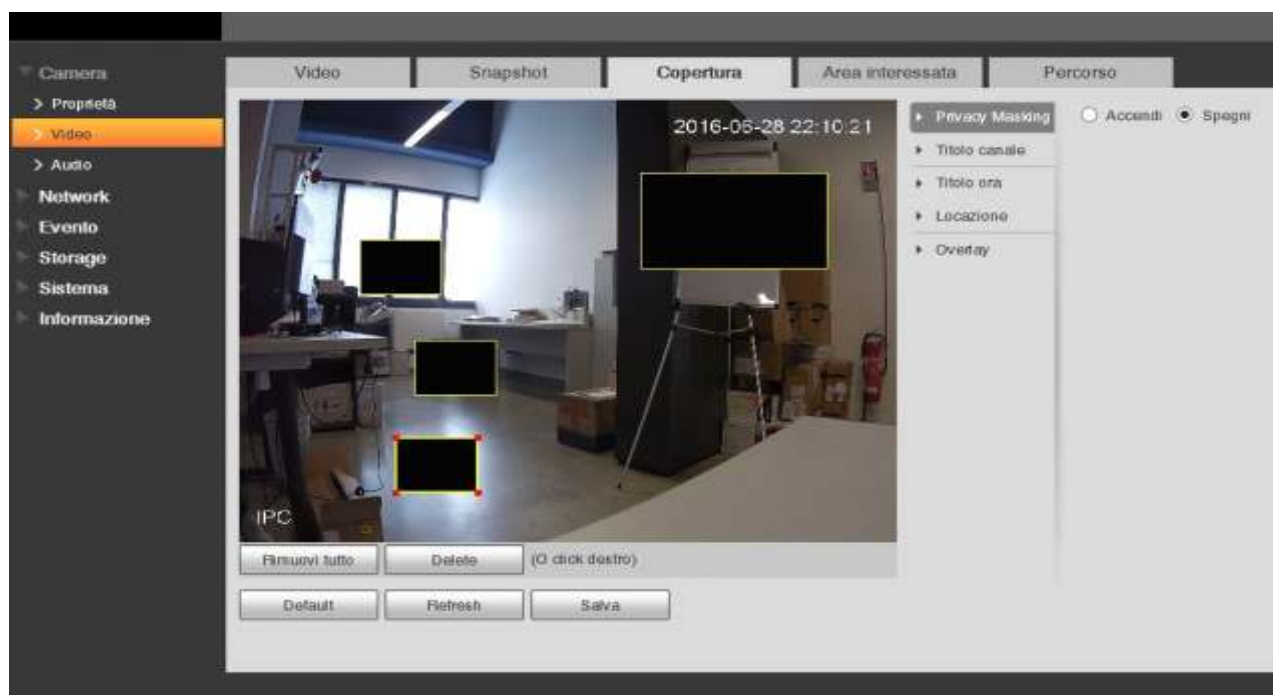 Camera
Proprietà
Video
Audio
Network
Evento
Storage
Sistema
Informazione
Video
Snapshot
Copertura
Area interessata
Percorso
2016-06-28 22:10:21
IPC
Privacy Masking
Titolo canale
Titolo ora
Locazione
Overlay
Accendi
Spegni
Rimuovi tutto
Delete
(O click destro)
Default
Refresh
Salva